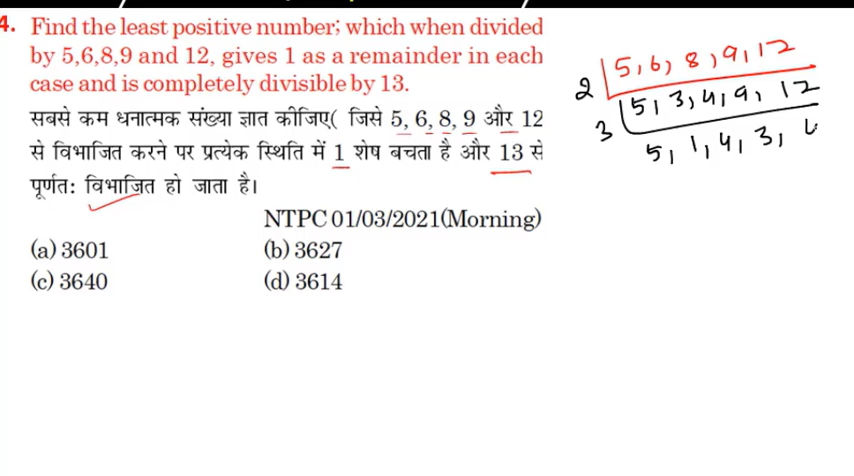 4. Find the least positive number; which when divided
by 5,6,8,9 and 12, gives 1 as a remainder in each
case and is completely divisible by 13.
सबसे कम धनात्मक संख्या ज्ञात कीजिए( जिसे 5, 6, 8, 9 और 12
से विभाजित करने पर प्रत्येक स्थिति में 1 शेष बचता है और 13 से
पूर्णत: विभाजित हो जाता है।
NTPC 01/03/2021(Morning)
(a) 3601 (b) 3627
(c) 3640 (d) 3614
2 5, 6, 8, 9, 12
3 5, 3, 4, 9, 12
5, 1, 4, 3,